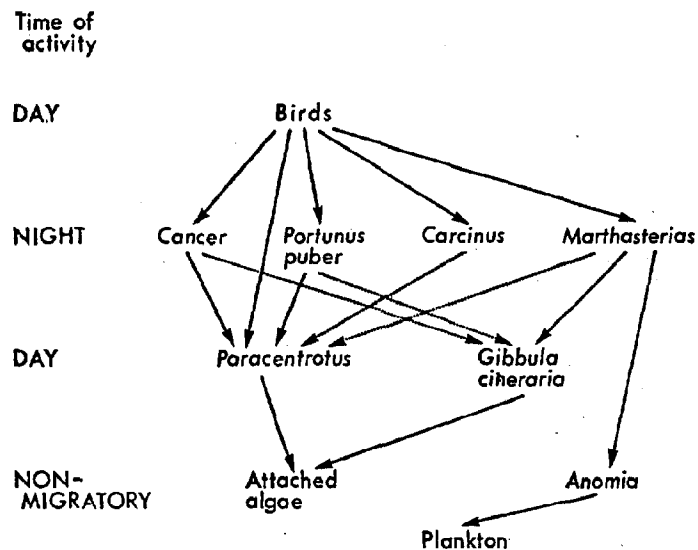 Time of
activity
DAY
Birds
NIGHT
Cancer
Portunus
puber
Carcinus
Marthasterias
DAY
Paracentrotus
Gibbula
cineraria
NON-
MIGRATORY
Attached
algae
Anomia
Plankton